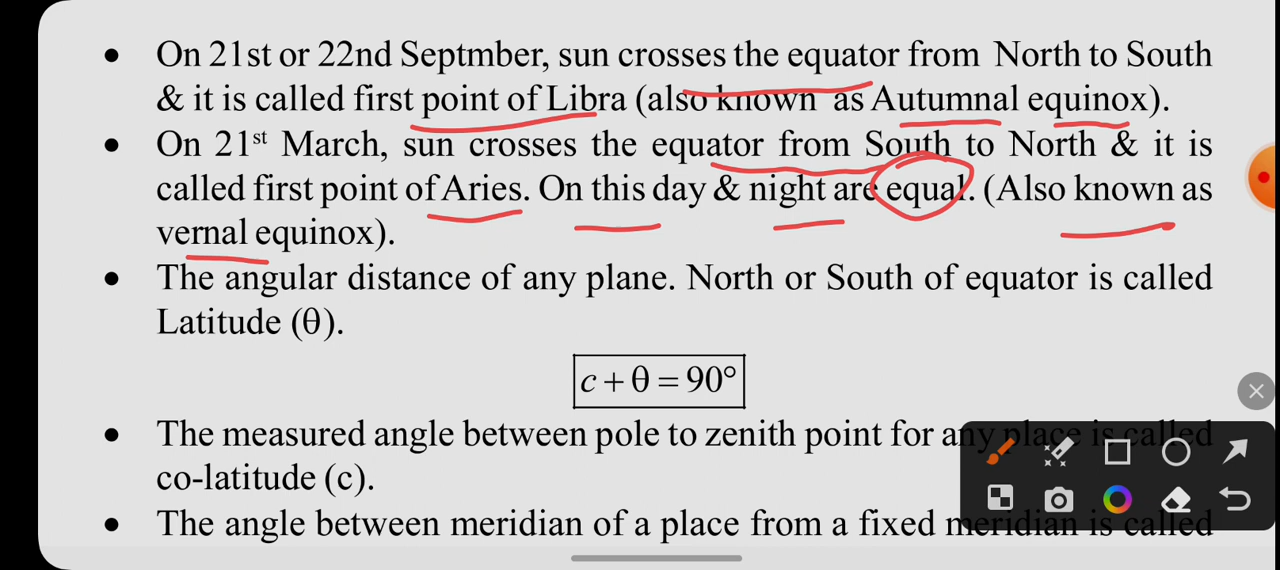 • On 21st or 22nd Septmber, sun crosses the equator from North to South
& it is called first point of Libra (also known as Autumnal equinox).
• On 21st March, sun crosses the equator from South to North & it is
called first point of Aries. On this day & night are equal. (Also known as
vernal equinox).
• The angular distance of any plane. North or South of equator is called
Latitude (θ).
c + θ = 90°
• The measured angle between pole to zenith point for any place is called
co-latitude (c).
• The angle between meridian of a place from a fixed meridian is called